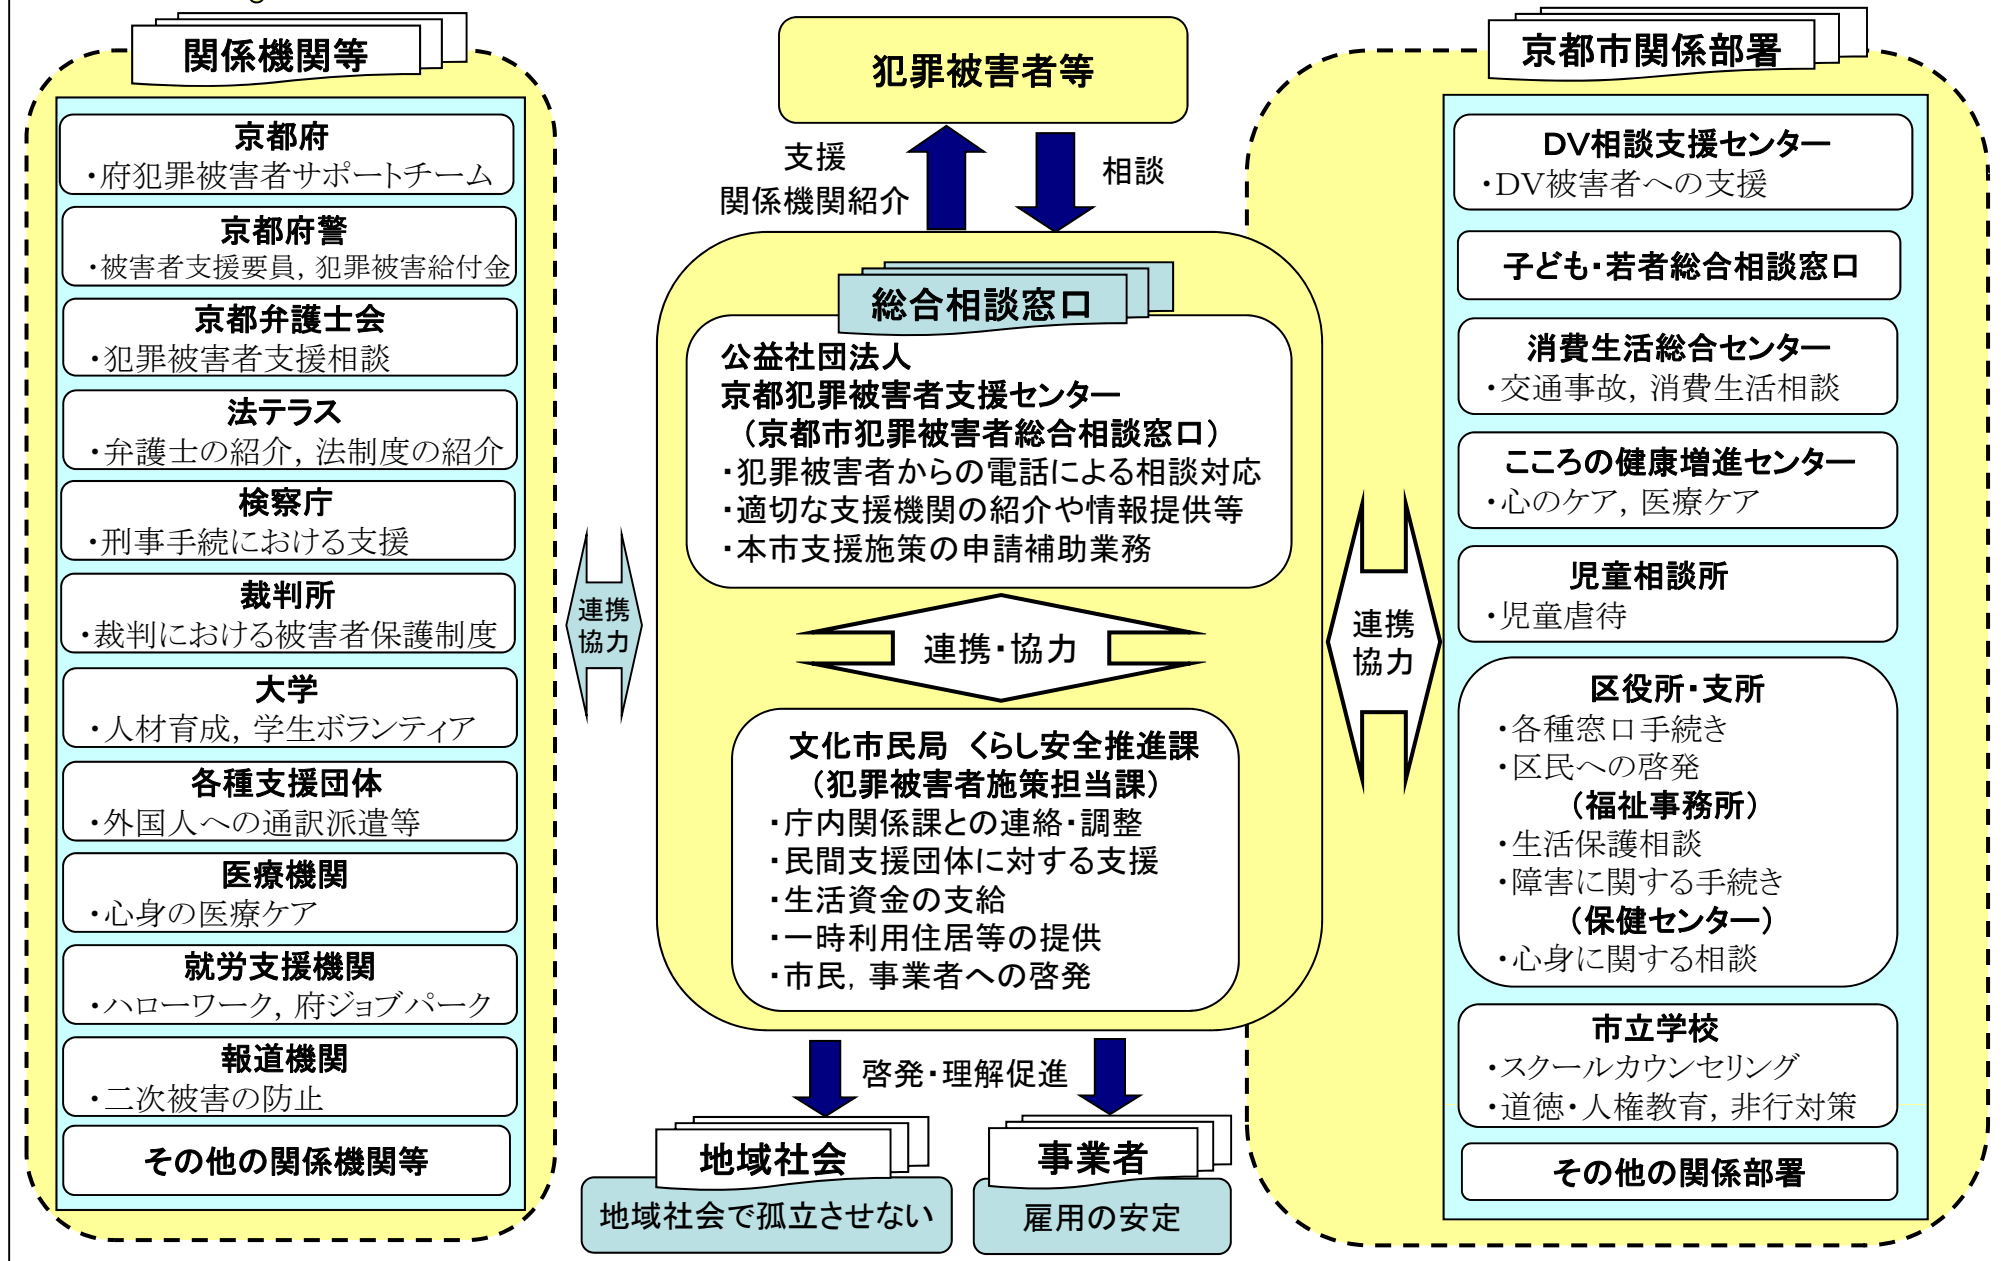 関係機関等
京都府
・府犯罪被害者サポートチーム
京都府警
・被害者支援要員，犯罪被害給付金
京都弁護士会
・犯罪被害者支援相談
法テラス
・弁護士の紹介，法制度の紹介
検察庁
・刑事手続における支援
裁判所
・裁判における被害者保護制度
大学
・人材育成，学生ボランティア
各種支援団体
・外国人への通訳派遣等
医療機関
・心身の医療ケア
就労支援機関
・ハローワーク，府ジョブパーク
報道機関
・二次被害の防止
その他の関係機関等
連携
協力
犯罪被害者等
支援
関係機関紹介
相談
総合相談窓口
公益社団法人
京都犯罪被害者支援センター
（京都市犯罪被害者総合相談窓口）
・犯罪被害者からの電話による相談対応
・適切な支援機関の紹介や情報提供等
・本市支援施策の申請補助業務
連携・協力
文化市民局　くらし安全推進課
（犯罪被害者施策担当課）
・庁内関係課との連絡・調整
・民間支援団体に対する支援
・生活資金の支給
・一時利用住居等の提供
・市民，事業者への啓発
啓発・理解促進
地域社会
地域社会で孤立させない
事業者
雇用の安定
連携
協力
京都市関係部署
DV相談支援センター
・DV被害者への支援
子ども・若者総合相談窓口
消費生活総合センター
・交通事故，消費生活相談
こころの健康増進センター
・心のケア，医療ケア
児童相談所
・児童虐待
区役所・支所
・各種窓口手続き
・区民への啓発
（福祉事務所）
・生活保護相談
・障害に関する手続き
（保健センター）
・心身に関する相談
市立学校
・スクールカウンセリング
・道徳・人権教育，非行対策
その他の関係部署